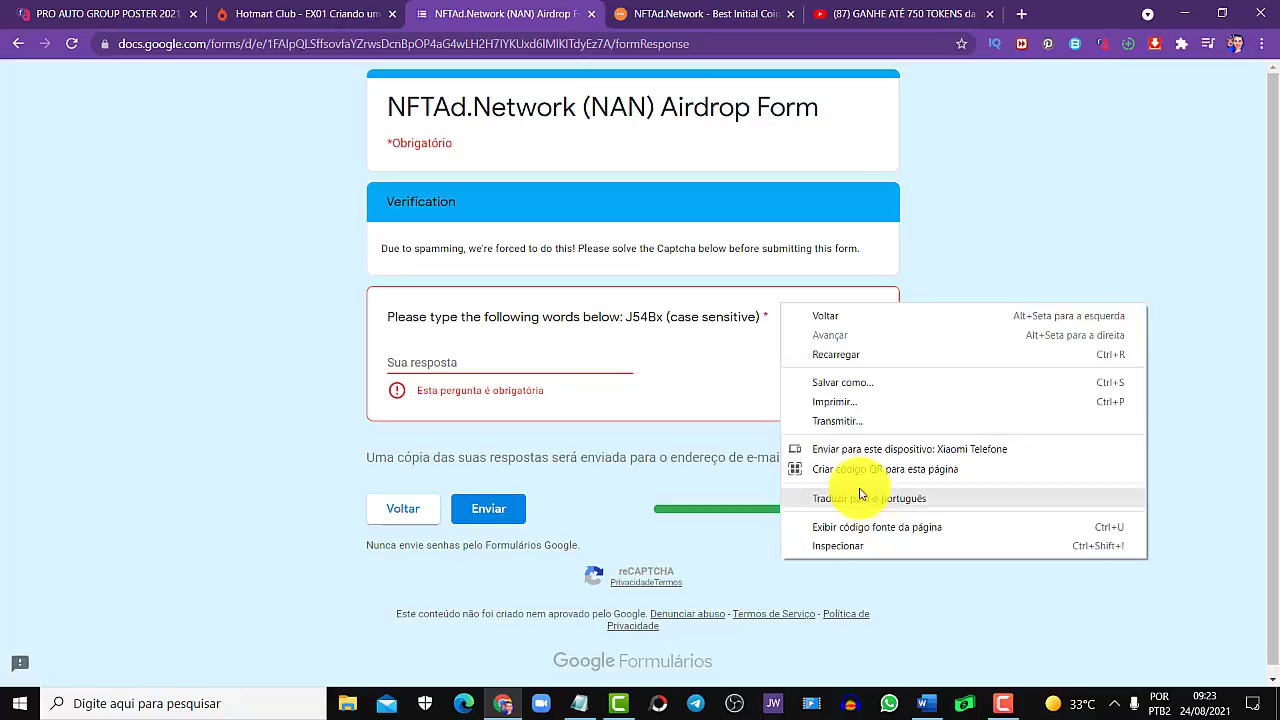 PRO AUTO GROUP POSTER 2021
Hotmart Club - EX01 Criando um
NFTAd.Network (NAN) Airdrop F
NFTAd.Network - Best Initial Coin
(87) GANHE ATÉ 750 TOKENS da
docs.google.com/forms/d/e/1FAIpQLSffsovfaYZrwsDcnBpOP4aG4wLH2H7IYKUxd6lMlKITdyEz7A/formResponse
NFTAd.Network (NAN) Airdrop Form
*Obrigatório
Verification
Due to spamming, we're forced to do this! Please solve the Captcha below before submitting this form.
Please type the following words below: J54Bx (case sensitive) *
Sua resposta
Esta pergunta é obrigatória
Voltar Alt+Seta para a esquerda
Avançar Alt+Seta para a direita
Recarregar Ctrl+R
Salvar como... Ctrl+S
Imprimir... Ctrl+P
Transmitir...
Enviar para este dispositivo: Xiaomi Telefone
Criar código QR para esta página
Traduzir para o português
Exibir código fonte da página Ctrl+U
Inspecionar Ctrl+Shift+I
Uma cópia das suas respostas será enviada para o endereço de e-mai
Voltar
Enviar
Nunca envie senhas pelo Formulários Google.
reCAPTCHA
PrivacidadeTermos
Este conteúdo não foi criado nem aprovado pelo Google. Denunciar abuso - Termos de Serviço - Política de
Privacidade
Google Formulários
Digite aqui para pesquisar
JW
33°C
POR
PTB2
09:23
24/08/2021